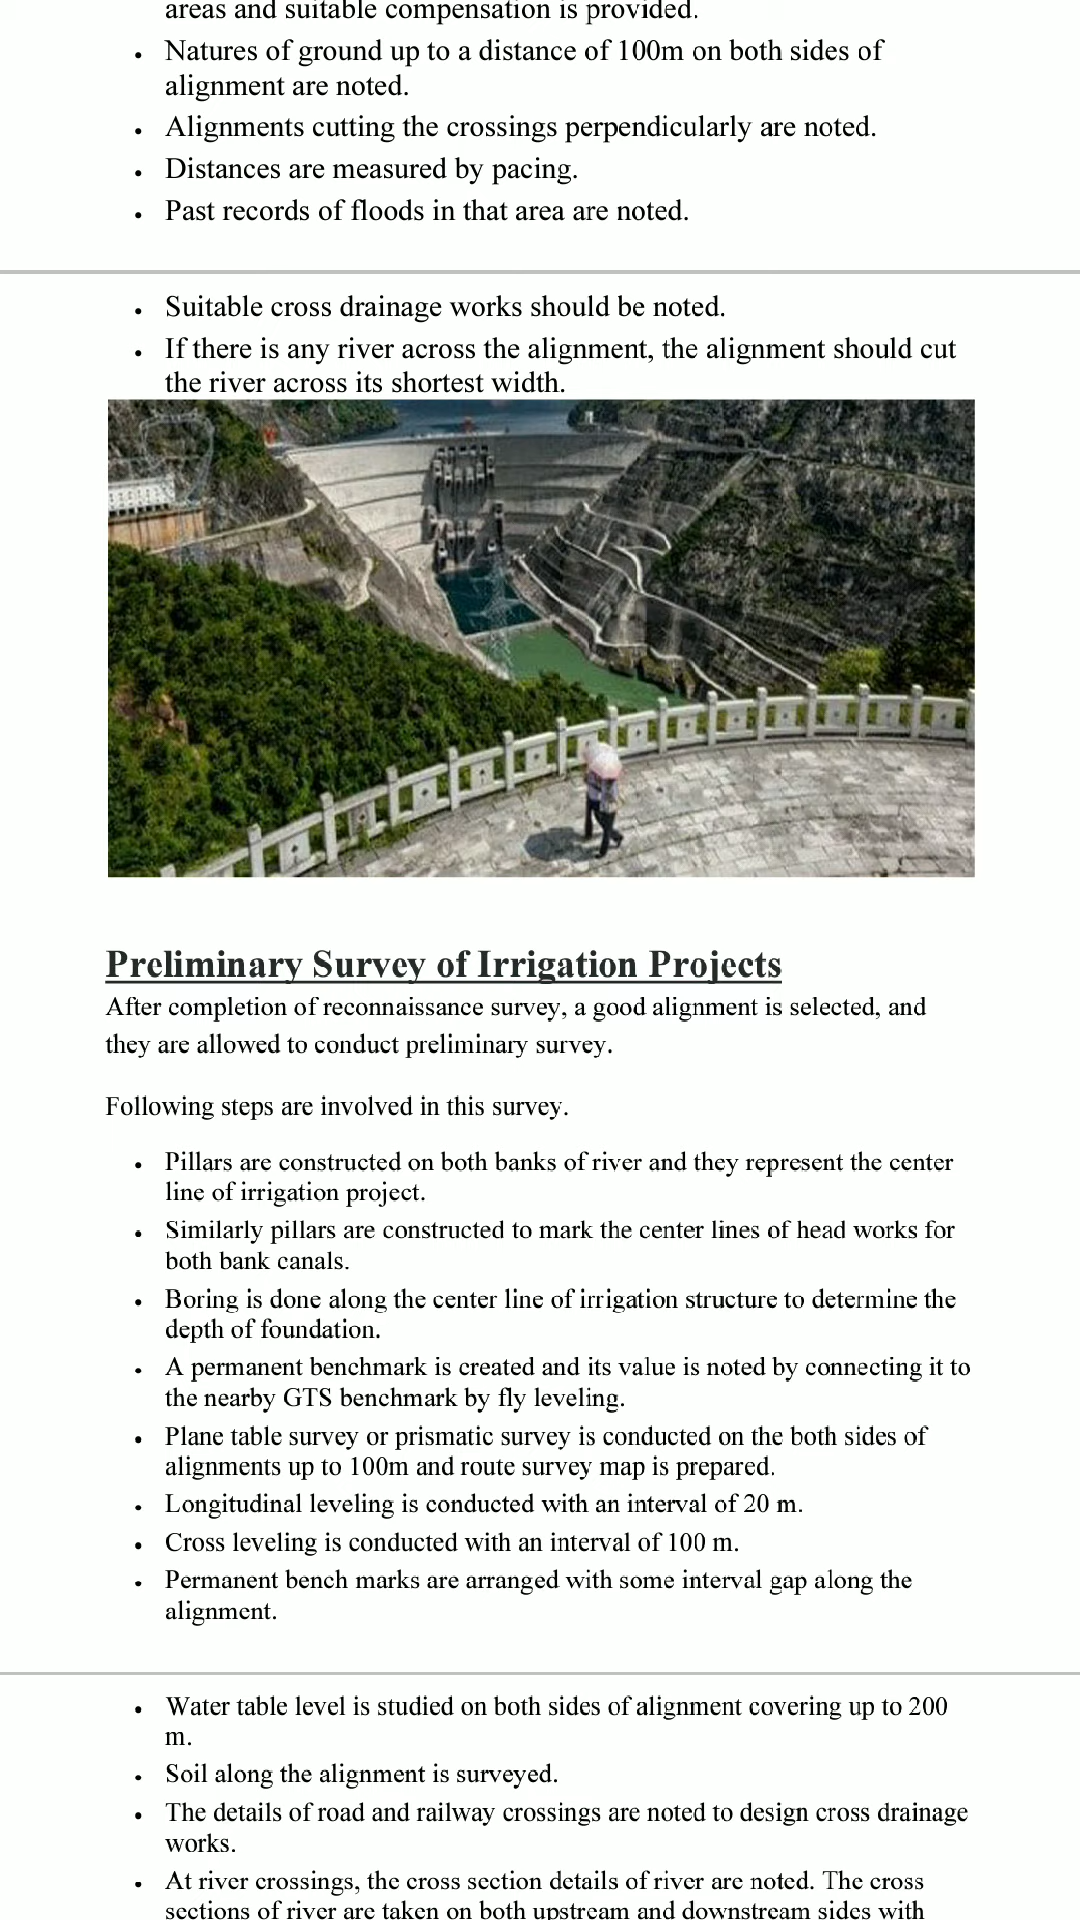 areas and suitable compensation is provided.
• Natures of ground up to a distance of 100m on both sides of
alignment are noted.
• Alignments cutting the crossings perpendicularly are noted.
• Distances are measured by pacing.
• Past records of floods in that area are noted.
• Suitable cross drainage works should be noted.
• If there is any river across the alignment, the alignment should cut
the river across its shortest width.
Preliminary Survey of Irrigation Projects
After completion of reconnaissance survey, a good alignment is selected, and
they are allowed to conduct preliminary survey.
Following steps are involved in this survey.
• Pillars are constructed on both banks of river and they represent the center
line of irrigation project.
• Similarly pillars are constructed to mark the center lines of head works for
both bank canals.
• Boring is done along the center line of irrigation structure to determine the
depth of foundation.
• A permanent benchmark is created and its value is noted by connecting it to
the nearby GTS benchmark by fly leveling.
• Plane table survey or prismatic survey is conducted on the both sides of
alignments up to 100m and route survey map is prepared.
• Longitudinal leveling is conducted with an interval of 20 m.
• Cross leveling is conducted with an interval of 100 m.
• Permanent bench marks are arranged with some interval gap along the
alignment.
• Water table level is studied on both sides of alignment covering up to 200
m.
• Soil along the alignment is surveyed.
• The details of road and railway crossings are noted to design cross drainage
works.
• At river crossings, the cross section details of river are noted. The cross
sections of river are taken on both upstream and downstream sides with